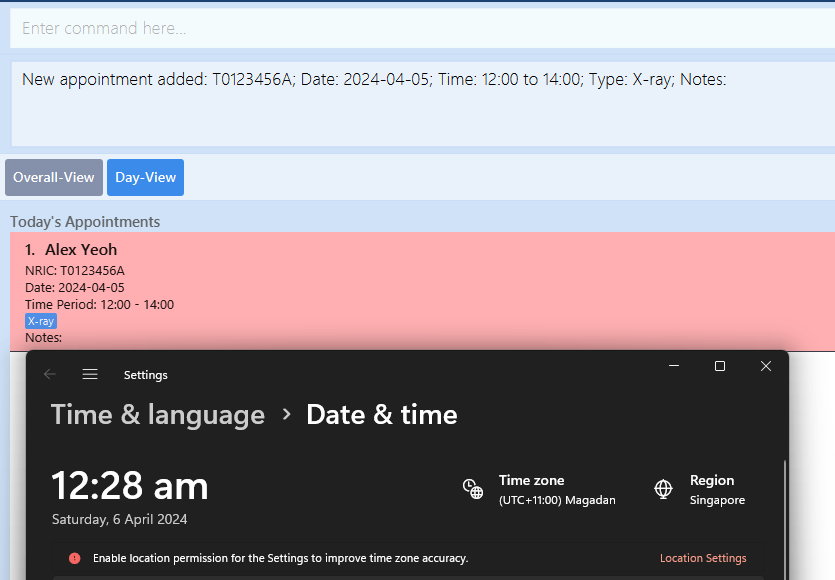 Enter command here...
New appointment added: T0123456A; Date: 2024-04-05; Time: 12:00 to 14:00; Type: X-ray; Notes:
Overall-View
Day-View
Today's Appointments
1. Alex Yeoh
NRIC: T0123456A
Date: 2024-04-05
Time Period: 12:00 - 14:00
X-ray
Notes:
Settings
Time & language > Date & time
12:28 am
Saturday, 6 April 2024
Time zone
(UTC+11:00) Magadan
Region
Singapore
Enable location permission for the Settings to improve time zone accuracy.
Location Settings